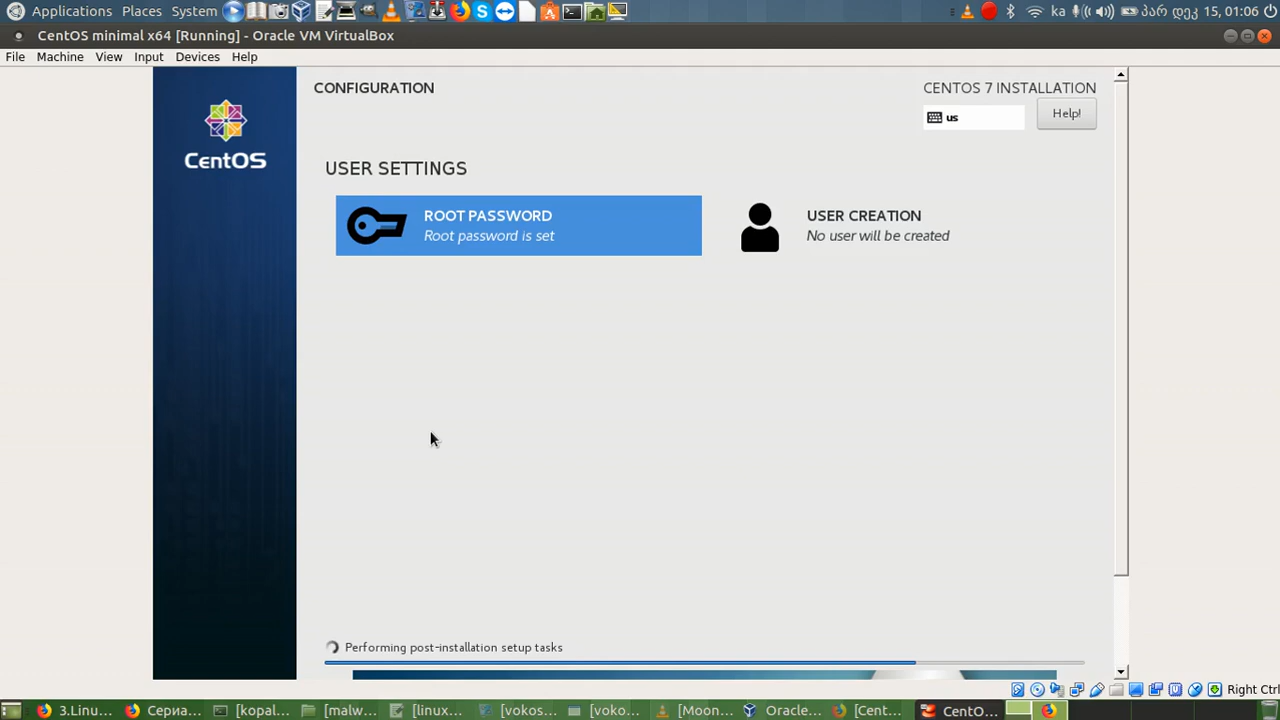 Applications Places System ka პარ დეკ 15, 01:06
CentOS minimal x64 [Running] - Oracle VM VirtualBox
File Machine View Input Devices Help
CentOS
CONFIGURATION
CENTOS 7 INSTALLATION
us
Help!
USER SETTINGS
ROOT PASSWORD
Root password is set
USER CREATION
No user will be created
Performing post-installation setup tasks
Right Ctrl
3.Linu... Сериа... [kopal... [malw... [linux... [vokos... [voko... [Moon... Oracle... [Cent... CentO...